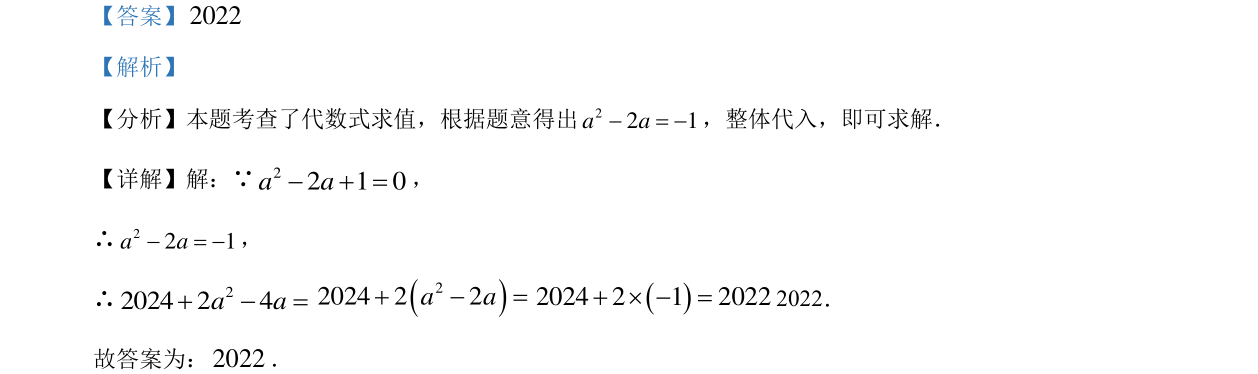 【答案】2022
【解析】
【分析】本题考查了代数式求值，根据题意得出 a² − 2a = −1，整体代入，即可求解．
【详解】解：∵ a² − 2a + 1 = 0，
∴ a² − 2a = −1，
∴ 2024 + 2a² − 4a = 2024 + 2(a² − 2a) = 2024 + 2×(−1) = 2022 2022．
故答案为：2022．